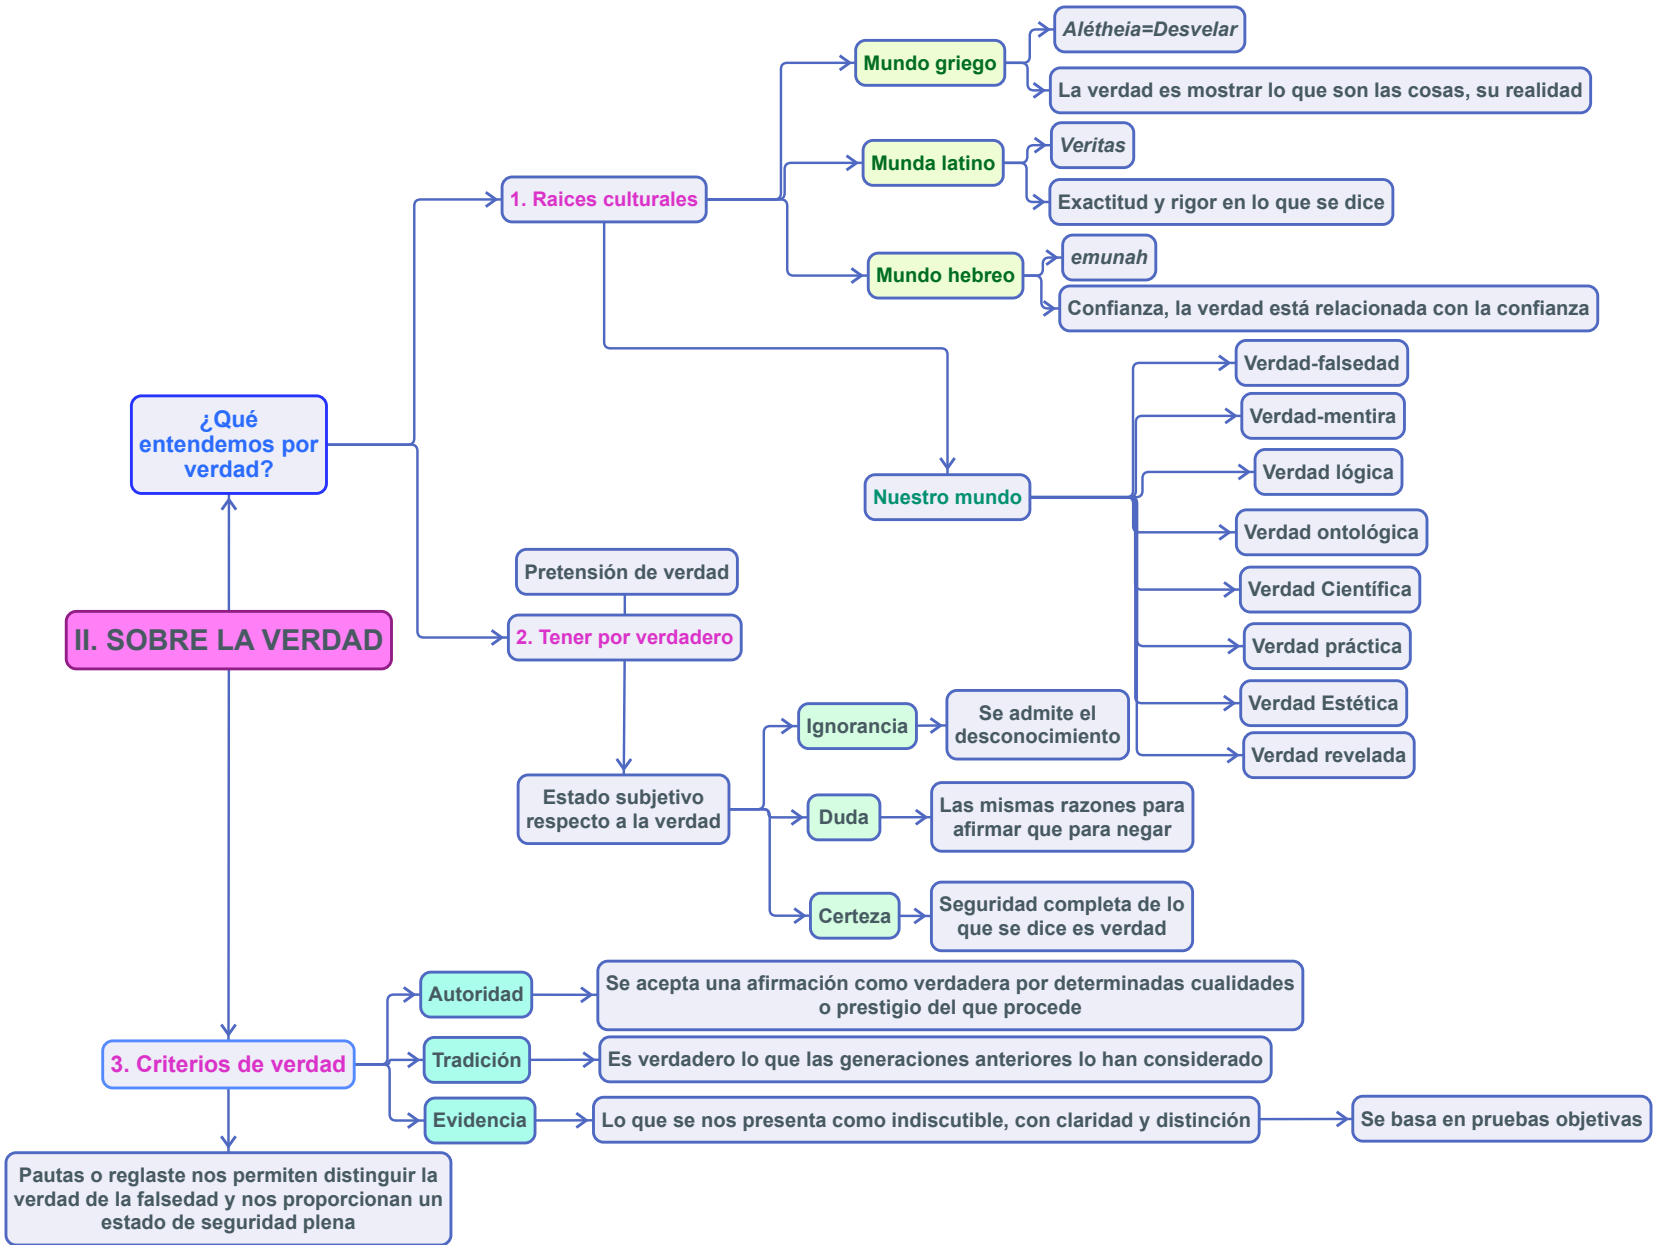 II. SOBRE LA VERDAD
¿Qué
entendemos por
verdad?
1. Raices culturales
Mundo griego
Alétheia=Desvelar
La verdad es mostrar lo que son las cosas, su realidad
Munda latino
Veritas
Exactitud y rigor en lo que se dice
Mundo hebreo
emunah
Confianza, la verdad está relacionada con la confianza
Nuestro mundo
Verdad-falsedad
Verdad-mentira
Verdad lógica
Verdad ontológica
Verdad Científica
Verdad práctica
Verdad Estética
Verdad revelada
Pretensión de verdad
2. Tener por verdadero
Estado subjetivo
respecto a la verdad
Ignorancia
Se admite el
desconocimiento
Duda
Las mismas razones para
afirmar que para negar
Certeza
Seguridad completa de lo
que se dice es verdad
3. Criterios de verdad
Autoridad
Se acepta una afirmación como verdadera por determinadas cualidades
o prestigio del que procede
Tradición
Es verdadero lo que las generaciones anteriores lo han considerado
Evidencia
Lo que se nos presenta como indiscutible, con claridad y distinción
Se basa en pruebas objetivas
Pautas o reglaste nos permiten distinguir la
verdad de la falsedad y nos proporcionan un
estado de seguridad plena